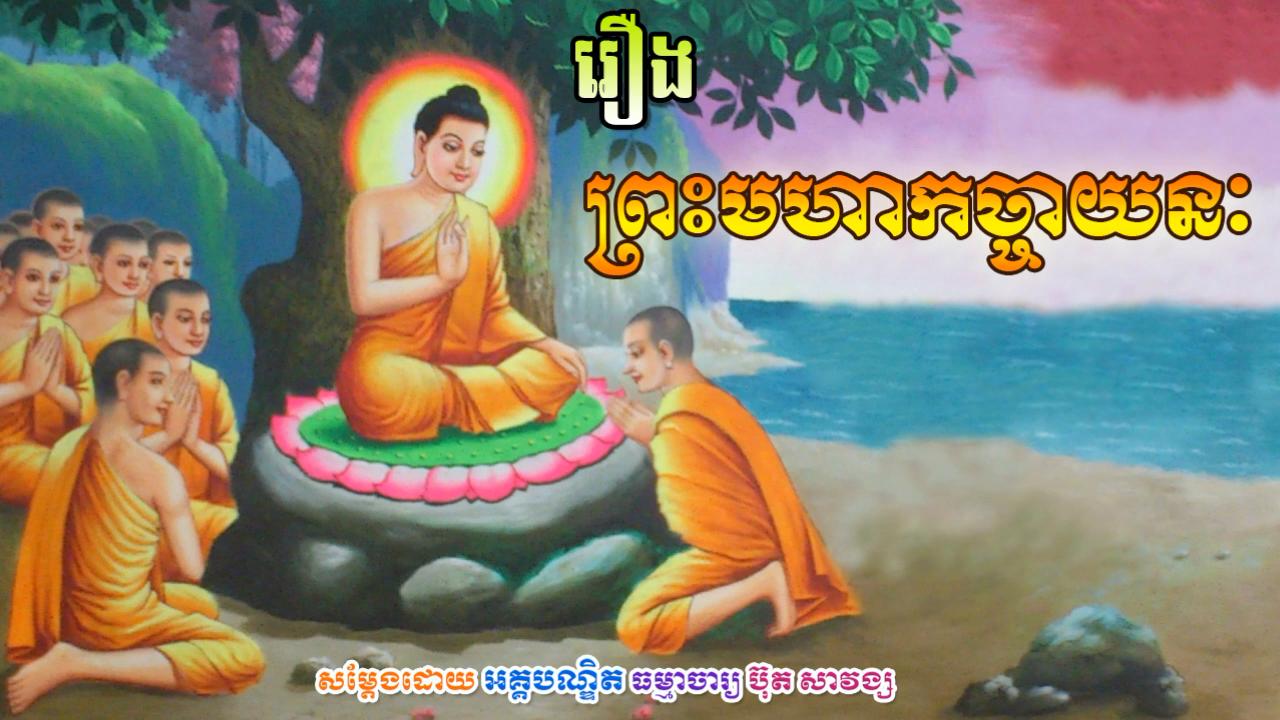 រឿង
ព្រះមហាកច្ចាយនៈ
សម្តែងដោយ អគ្គបណ្ឌិត ធម្មាចារ្យ ប៊ុត សាវង្ស